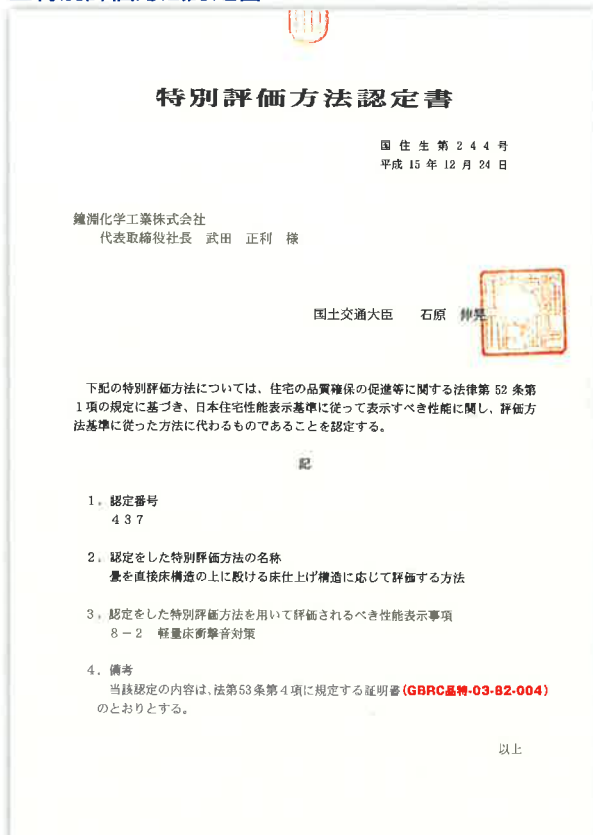 特別評価方法認定書
国住生第244号
平成15年12月24日
鐘淵化学工業株式会社
代表取締役社長 武田 正利 様
国土交通大臣 石原 伸晃
下記の特別評価方法については、住宅の品質確保の促進等に関する法律第52条第
1項の規定に基づき、日本住宅性能表示基準に従って表示すべき性能に関し、評価方
法基準に従った方法に代わるものであることを認定する。
記
1．認定番号
437
2．認定をした特別評価方法の名称
畳を直接床構造の上に設ける床仕上げ構造に応じて評価する方法
3．認定をした特別評価方法を用いて評価されるべき性能表示事項
8－2 軽量床衝撃音対策
4．備考
当該認定の内容は、法第53条第4項に規定する証明書(GBRC品特-03-82-004)
のとおりとする。
以上